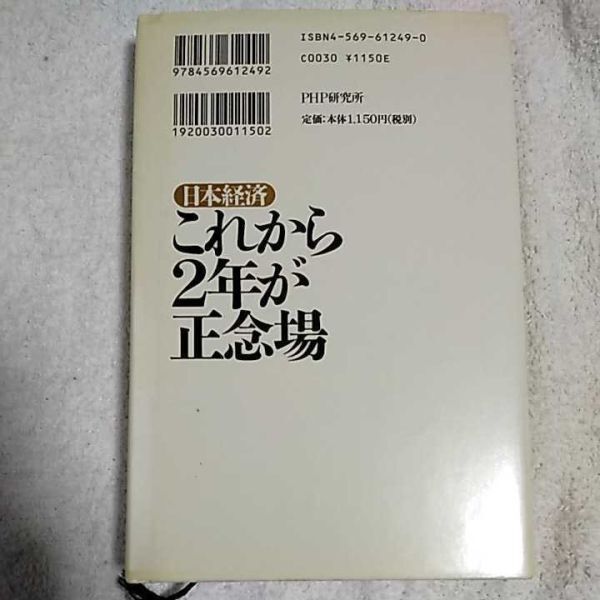 ISBN4-569-61249-0
C0030 ¥1150E
9784569612492
PHP研究所
定価:本体1,150円(税別)
1920030011502
日本経済
これから
2年が
正念場